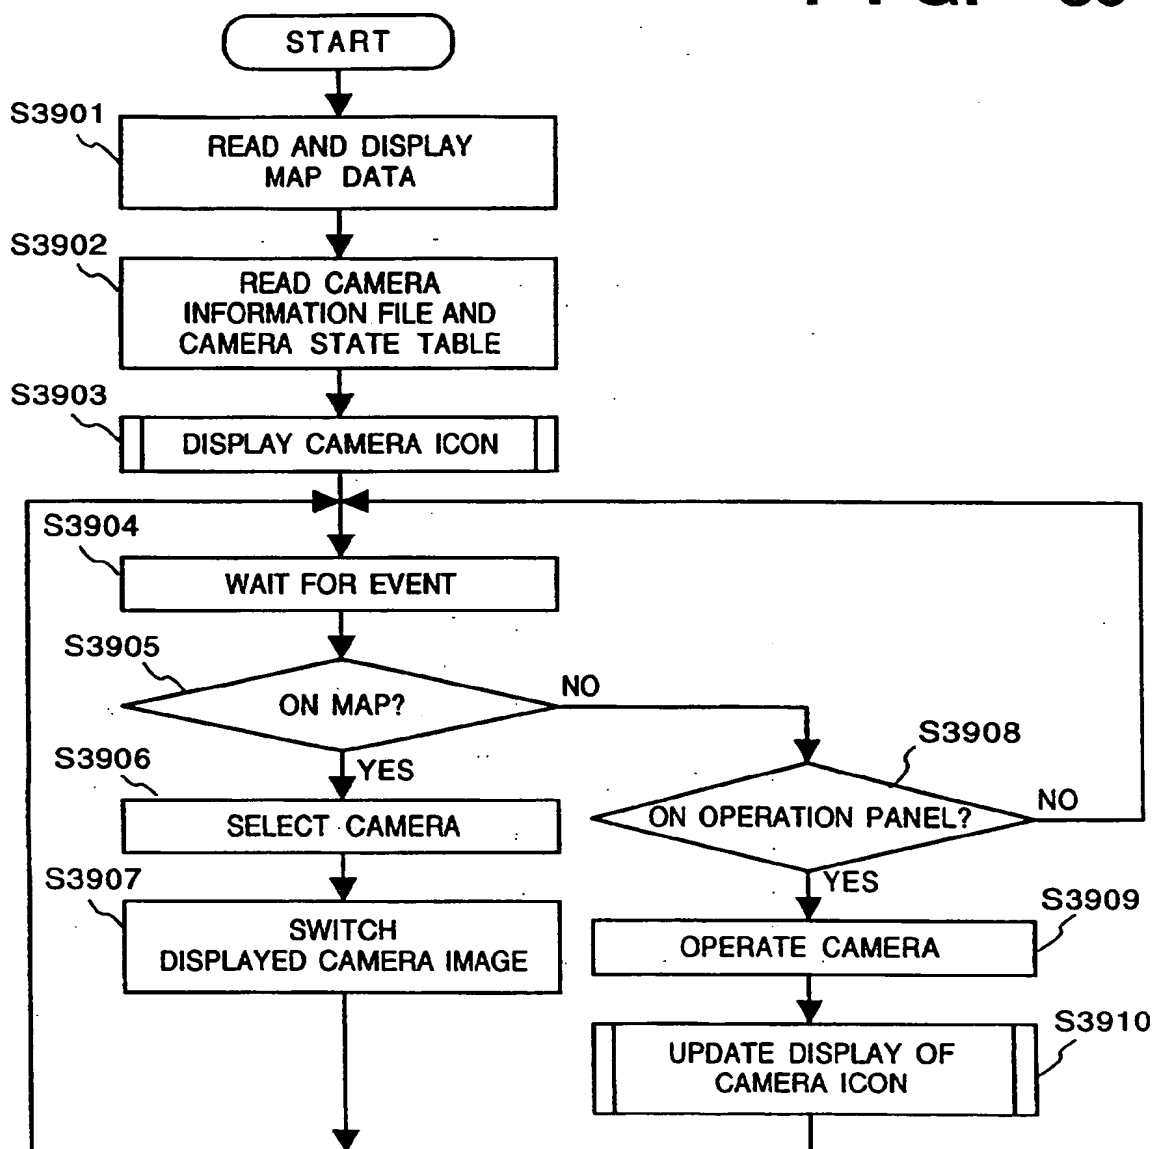 START
S3901
READ AND DISPLAY
MAP DATA
S3902
READ CAMERA
INFORMATION FILE AND
CAMERA STATE TABLE
S3903
DISPLAY CAMERA ICON
S3904
WAIT FOR EVENT
S3905
ON MAP?
NO
YES
S3906
SELECT CAMERA
S3907
SWITCH
DISPLAYED CAMERA IMAGE
S3908
ON OPERATION PANEL?
NO
YES
S3909
OPERATE CAMERA
S3910
UPDATE DISPLAY OF
CAMERA ICON